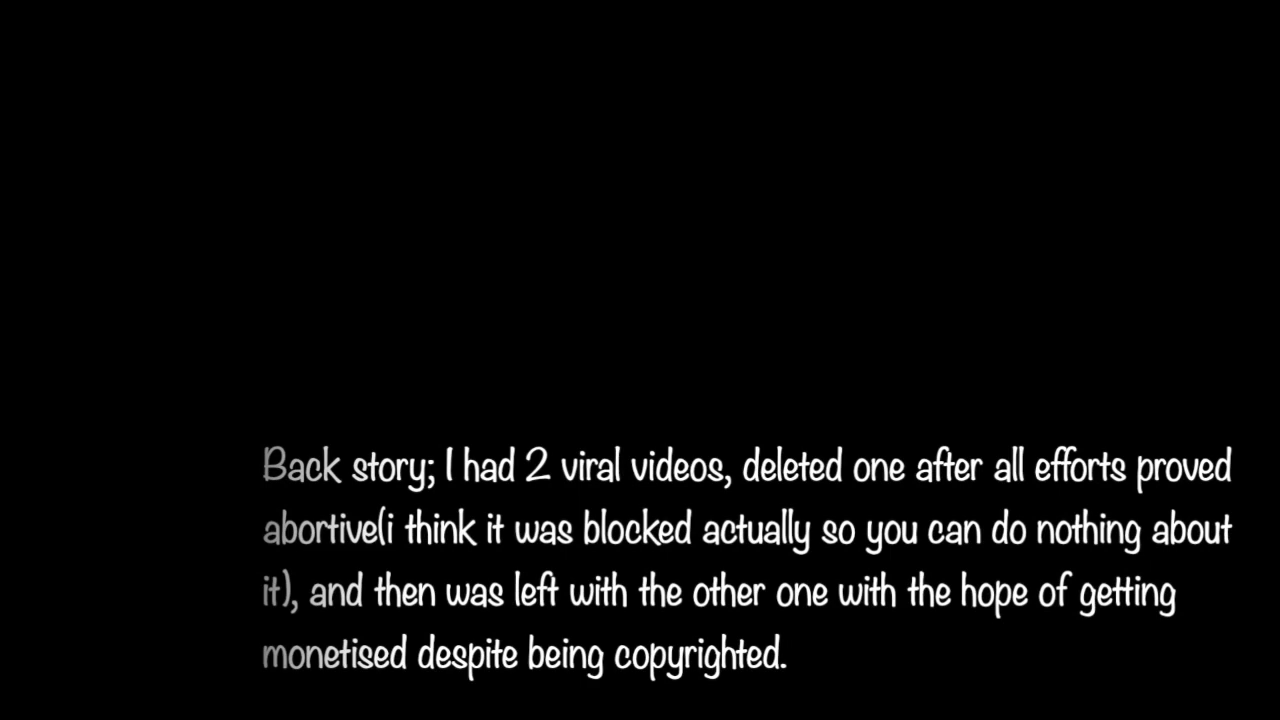 Back story; I had 2 viral videos, deleted one after all efforts proved
abortive(i think it was blocked actually so you can do nothing about
it), and then was left with the other one with the hope of getting
monetised despite being copyrighted.